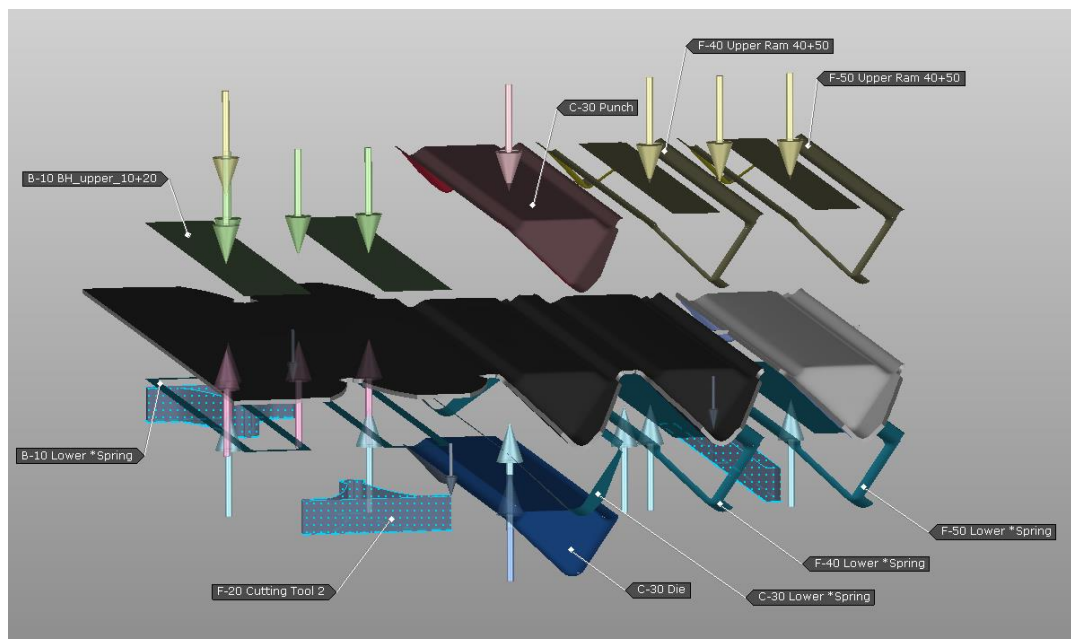 F-40 Upper Ram 40+50
F-50 Upper Ram 40+50
C-30 Punch
B-10 BH_upper_10+20
B-10 Lower *Spring
F-50 Lower *Spring
F-40 Lower *Spring
F-20 Cutting Tool 2
C-30 Die
C-30 Lower *Spring